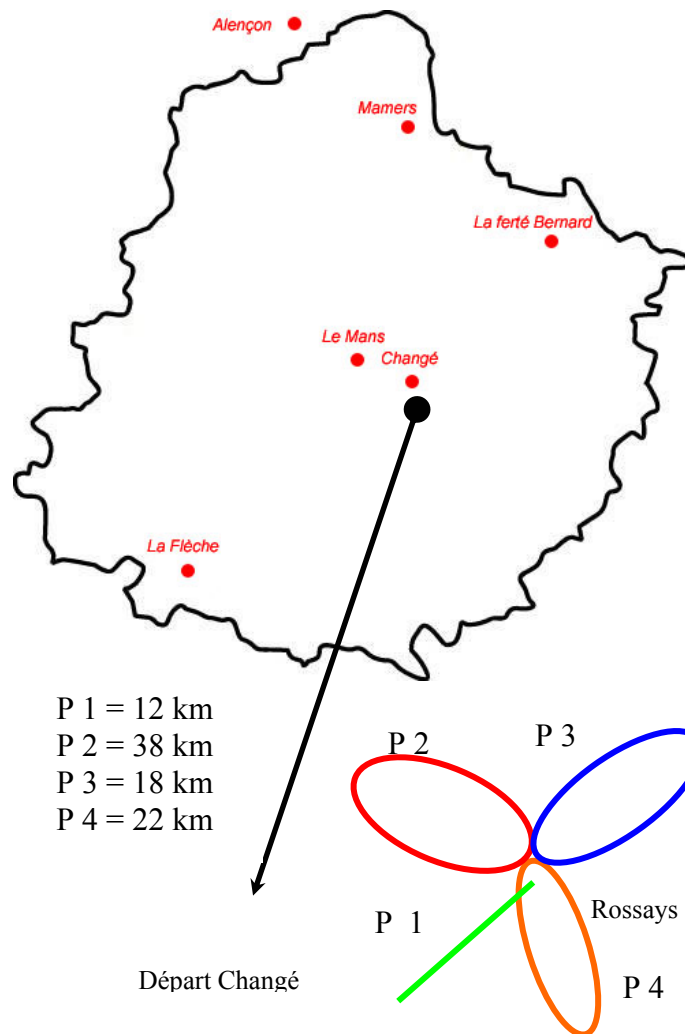 Alençon
Mamers
La ferté Bernard
Le Mans
Changé
La Flèche
P 1 = 12 km
P 2 = 38 km
P 3 = 18 km
P 4 = 22 km
P 2
P 3
P 1
Rossays
P 4
Départ Changé